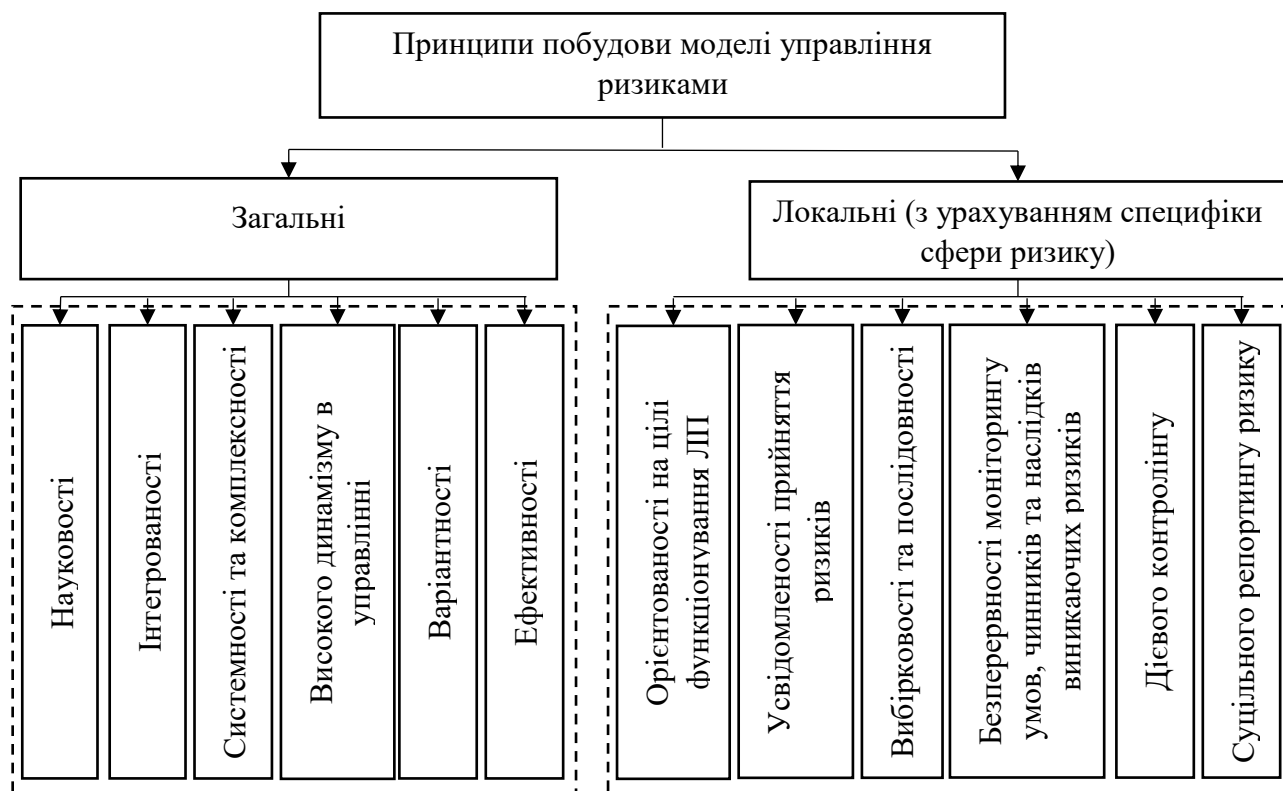 Принципи побудови моделі управління
ризиками
Загальні
Локальні (з урахуванням специфіки
сфери ризику)
Науковості
Інтегрованості
Системності та комплексності
Високого динамізму в
управлінні
Варіантності
Ефективності
Орієнтованості на цілі
функціонування ЛП
Усвідомленості прийняття
ризиків
Вибірковості та послідовності
Безперервності моніторингу
умов, чинників та наслідків
виникаючих ризиків
Дієвого контролінгу
Суцільного репортингу ризику